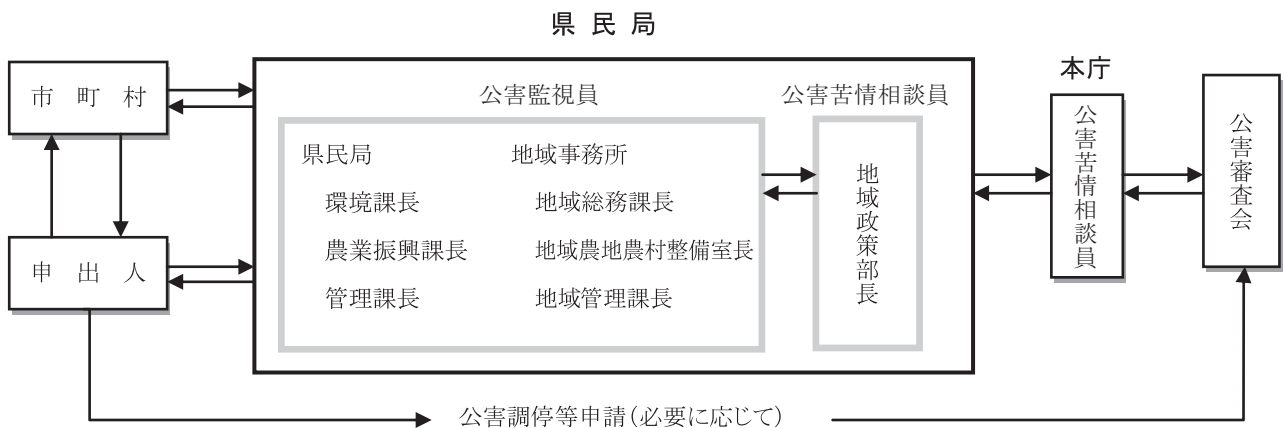 県民局
市町村
申出人
公害監視員
県民局
環境課長
農業振興課長
管理課長
地域事務所
地域総務課長
地域農地農村整備室長
地域管理課長
公害苦情相談員
地域政策部長
本庁
公害苦情相談員
公害審査会
公害調停等申請(必要に応じて)